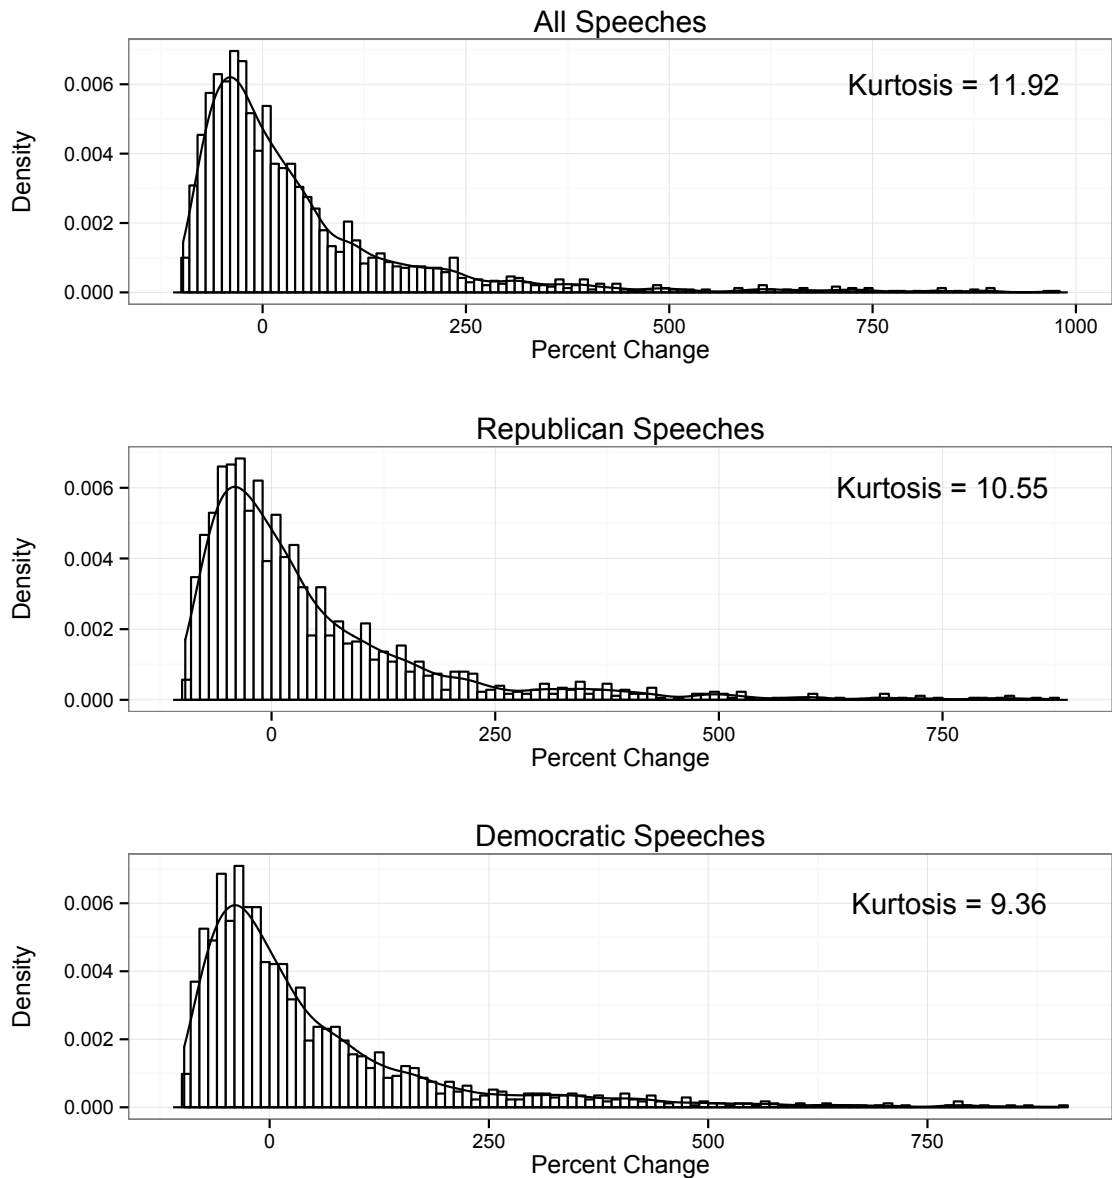 All Speeches
Kurtosis = 11.92
Density
0.006
0.004
0.002
0.000
0 250 500 750 1000
Percent Change
Republican Speeches
Kurtosis = 10.55
Density
0.006
0.004
0.002
0.000
0 250 500 750
Percent Change
Democratic Speeches
Kurtosis = 9.36
Density
0.006
0.004
0.002
0.000
0 250 500 750
Percent Change